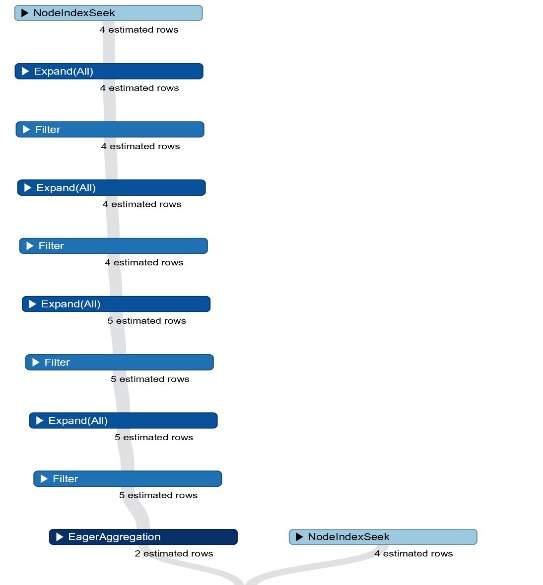 NodeIndexSeek
4 estimated rows
Expand(All)
4 estimated rows
Filter
4 estimated rows
Expand(All)
4 estimated rows
Filter
4 estimated rows
Expand(All)
5 estimated rows
Filter
5 estimated rows
Expand(All)
5 estimated rows
Filter
5 estimated rows
EagerAggregation
2 estimated rows
NodeIndexSeek
4 estimated rows